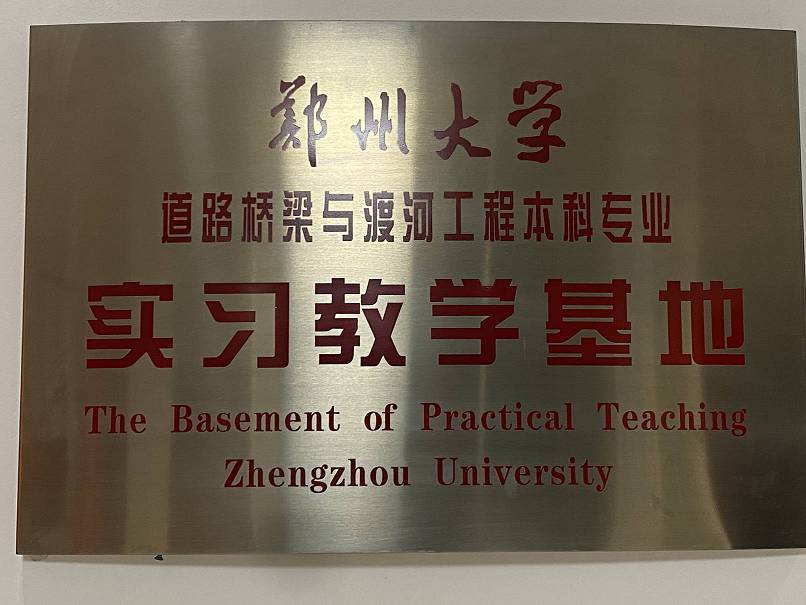 郑州大学
道路桥梁与渡河工程本科专业
实习教学基地
The Basement of Practical Teaching
Zhengzhou University